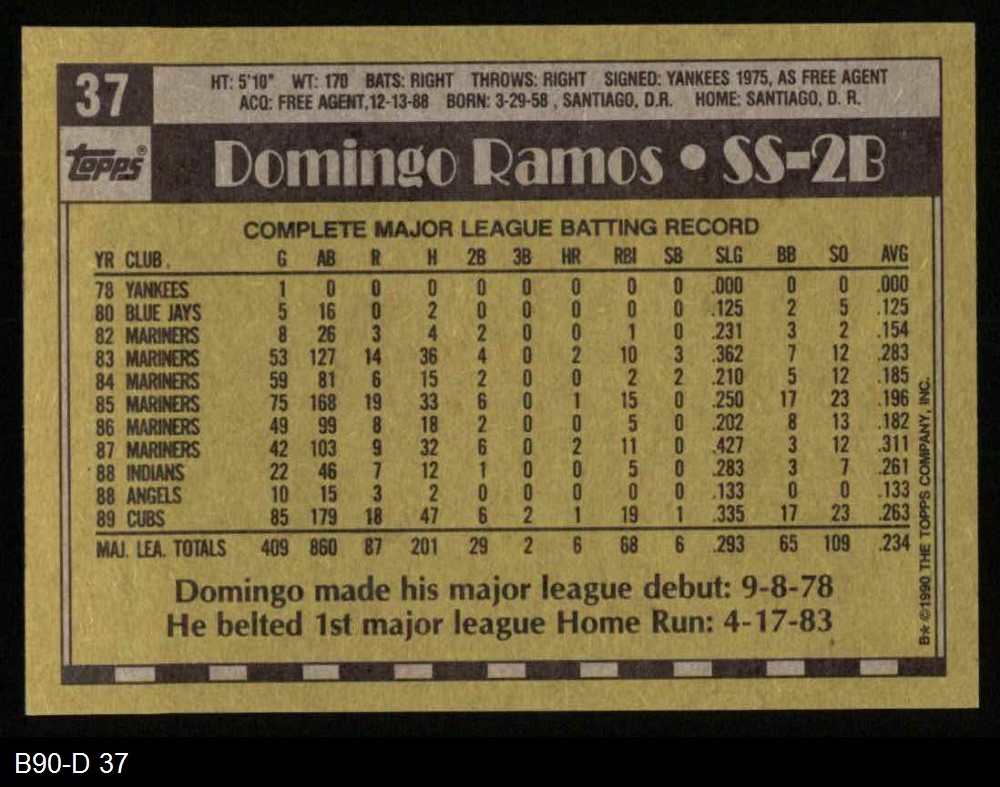 37
HT: 5'10" WT: 170 BATS: RIGHT THROWS: RIGHT SIGNED: YANKEES 1975, AS FREE AGENT
ACQ: FREE AGENT,12-13-88 BORN: 3-29-58 , SANTIAGO, D.R. HOME: SANTIAGO, D. R.
topps® Domingo Ramos • SS-2B
COMPLETE MAJOR LEAGUE BATTING RECORD
YR CLUB. G AB R H 2B 3B HR RBI SB SLG BB SO AVG
78 YANKEES 1 0 0 0 0 0 0 0 0 .000 0 0 .000
80 BLUE JAYS 5 16 0 2 0 0 0 0 0 .125 2 5 .125
82 MARINERS 8 26 3 4 2 0 0 1 0 .231 3 2 .154
83 MARINERS 53 127 14 36 4 0 2 10 3 .362 7 12 .283
84 MARINERS 59 81 6 15 2 0 0 2 2 .210 5 12 .185
85 MARINERS 75 168 19 33 6 0 1 15 0 .250 17 23 .196
86 MARINERS 49 99 8 18 2 0 0 5 0 .202 8 13 .182
87 MARINERS 42 103 9 32 6 0 2 11 0 .427 3 12 .311
88 INDIANS 22 46 7 12 1 0 0 5 0 .283 3 7 .261
88 ANGELS 10 15 3 2 0 0 0 0 0 .133 0 0 .133
89 CUBS 85 179 18 47 6 2 1 19 1 .335 17 23 .263
MAJ. LEA. TOTALS 409 860 87 201 29 2 6 68 6 .293 65 109 .234
Domingo made his major league debut: 9-8-78
He belted 1st major league Home Run: 4-17-83
B* ©1990 THE TOPPS COMPANY, INC.
B90-D 37